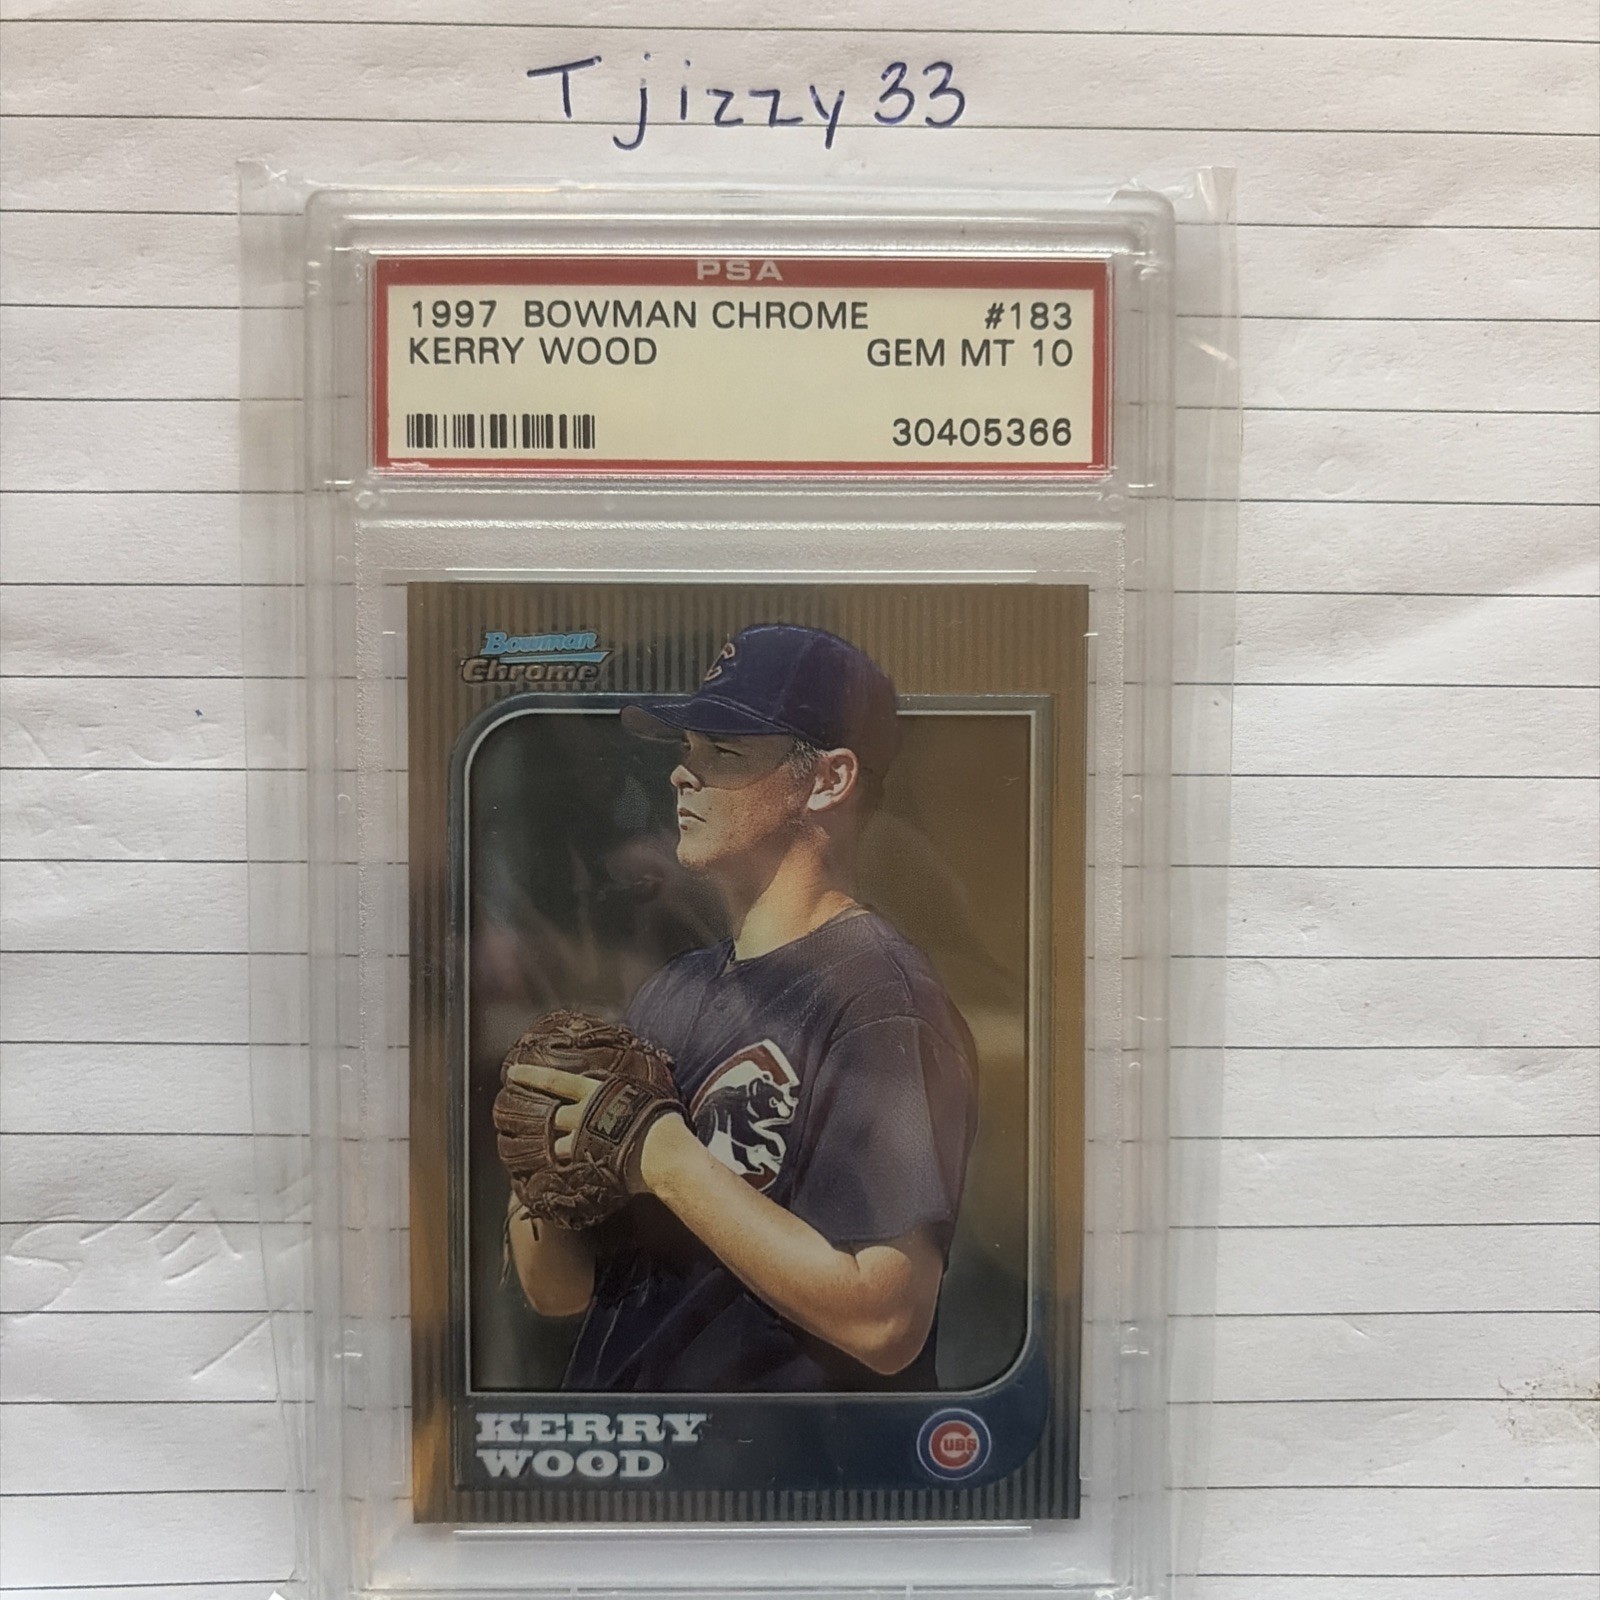 Tjizzy33
PSA
1997 BOWMAN CHROME #183
KERRY WOOD GEM MT 10
30405366
Bowman
Chrome
C
KERRY
WOOD
CUBS